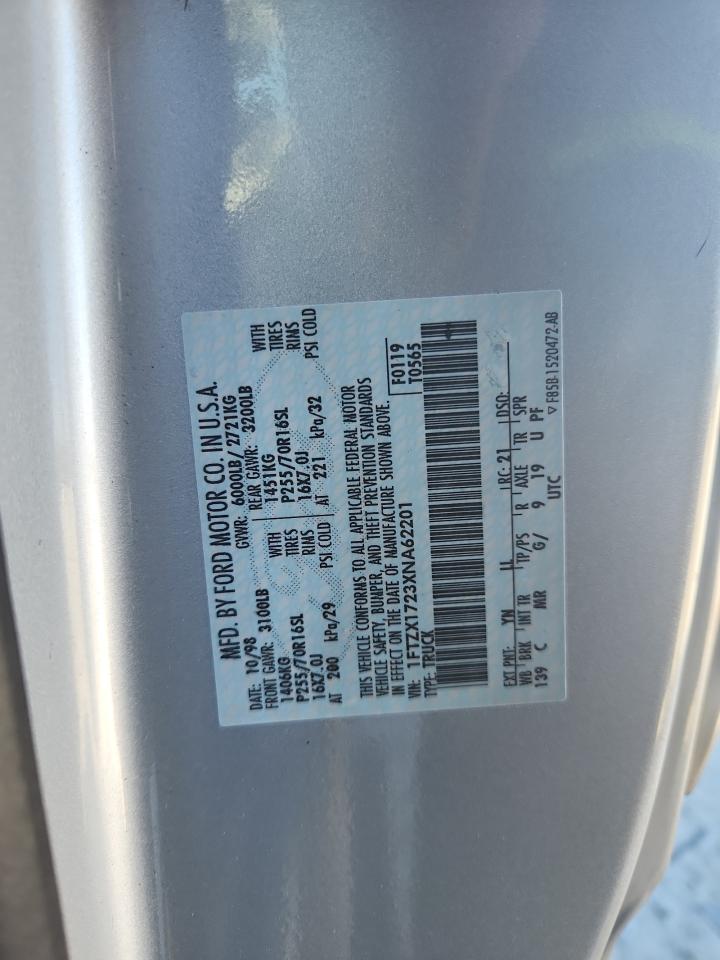 MFD. BY FORD MOTOR CO. IN U.S.A.
DATE: 10/98 GVWR: 6000LB/ 2721KG
FRONT GAWR: 3100LB REAR GAWR: 3200LB
1406KG WITH 1451KG WITH
P255/70R16SL TIRES P255/70R16SL TIRES
16X7.0J RIMS 16X7.0J RIMS
AT 200 kPa/29 PSI COLD AT 221 kPa/32 PSI COLD
THIS VEHICLE CONFORMS TO ALL APPLICABLE FEDERAL MOTOR
VEHICLE SAFETY, BUMPER, AND THEFT PREVENTION STANDARDS
IN EFFECT ON THE DATE OF MANUFACTURE SHOWN ABOVE.
F0119
T0565
VIN: 1FTZX1723XNA62201
TYPE: TRUCK
EXT PNT: YN LL RC: 21 DSO:
WB BRK INT TR TP/PS R AXLE TR SPR
139 C MR G/ 9 19 U PF
UTC
▽ F85B-1520472-AB